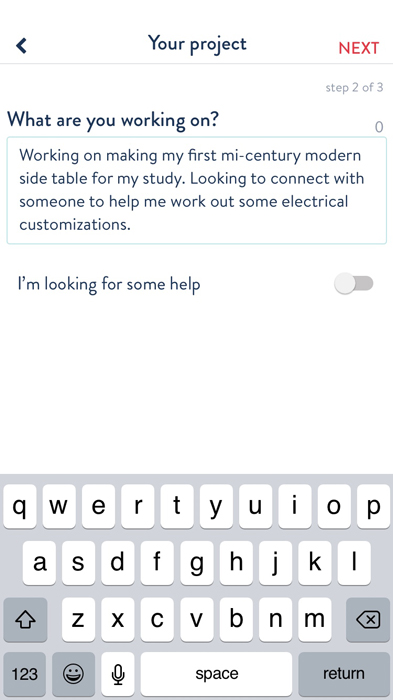 Your project
NEXT
step 2 of 3
What are you working on?
0
Working on making my first mi-century modern
side table for my study. Looking to connect with
someone to help me work out some electrical
customizations.
I'm looking for some help
q w e r t y u i o p
a s d f g h j k l
z x c v b n m
123 space return